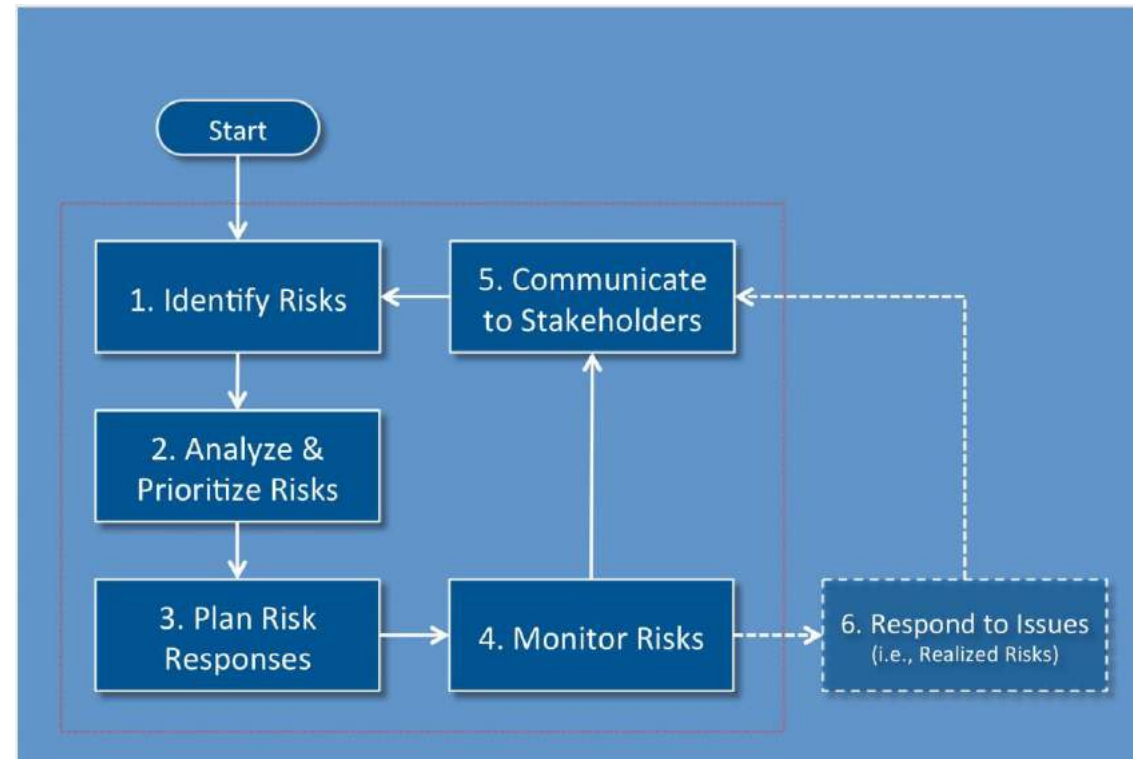 Start
1. Identify Risks
2. Analyze &
Prioritize Risks
3. Plan Risk
Responses
4. Monitor Risks
5. Communicate
to Stakeholders
6. Respond to Issues
(i.e., Realized Risks)